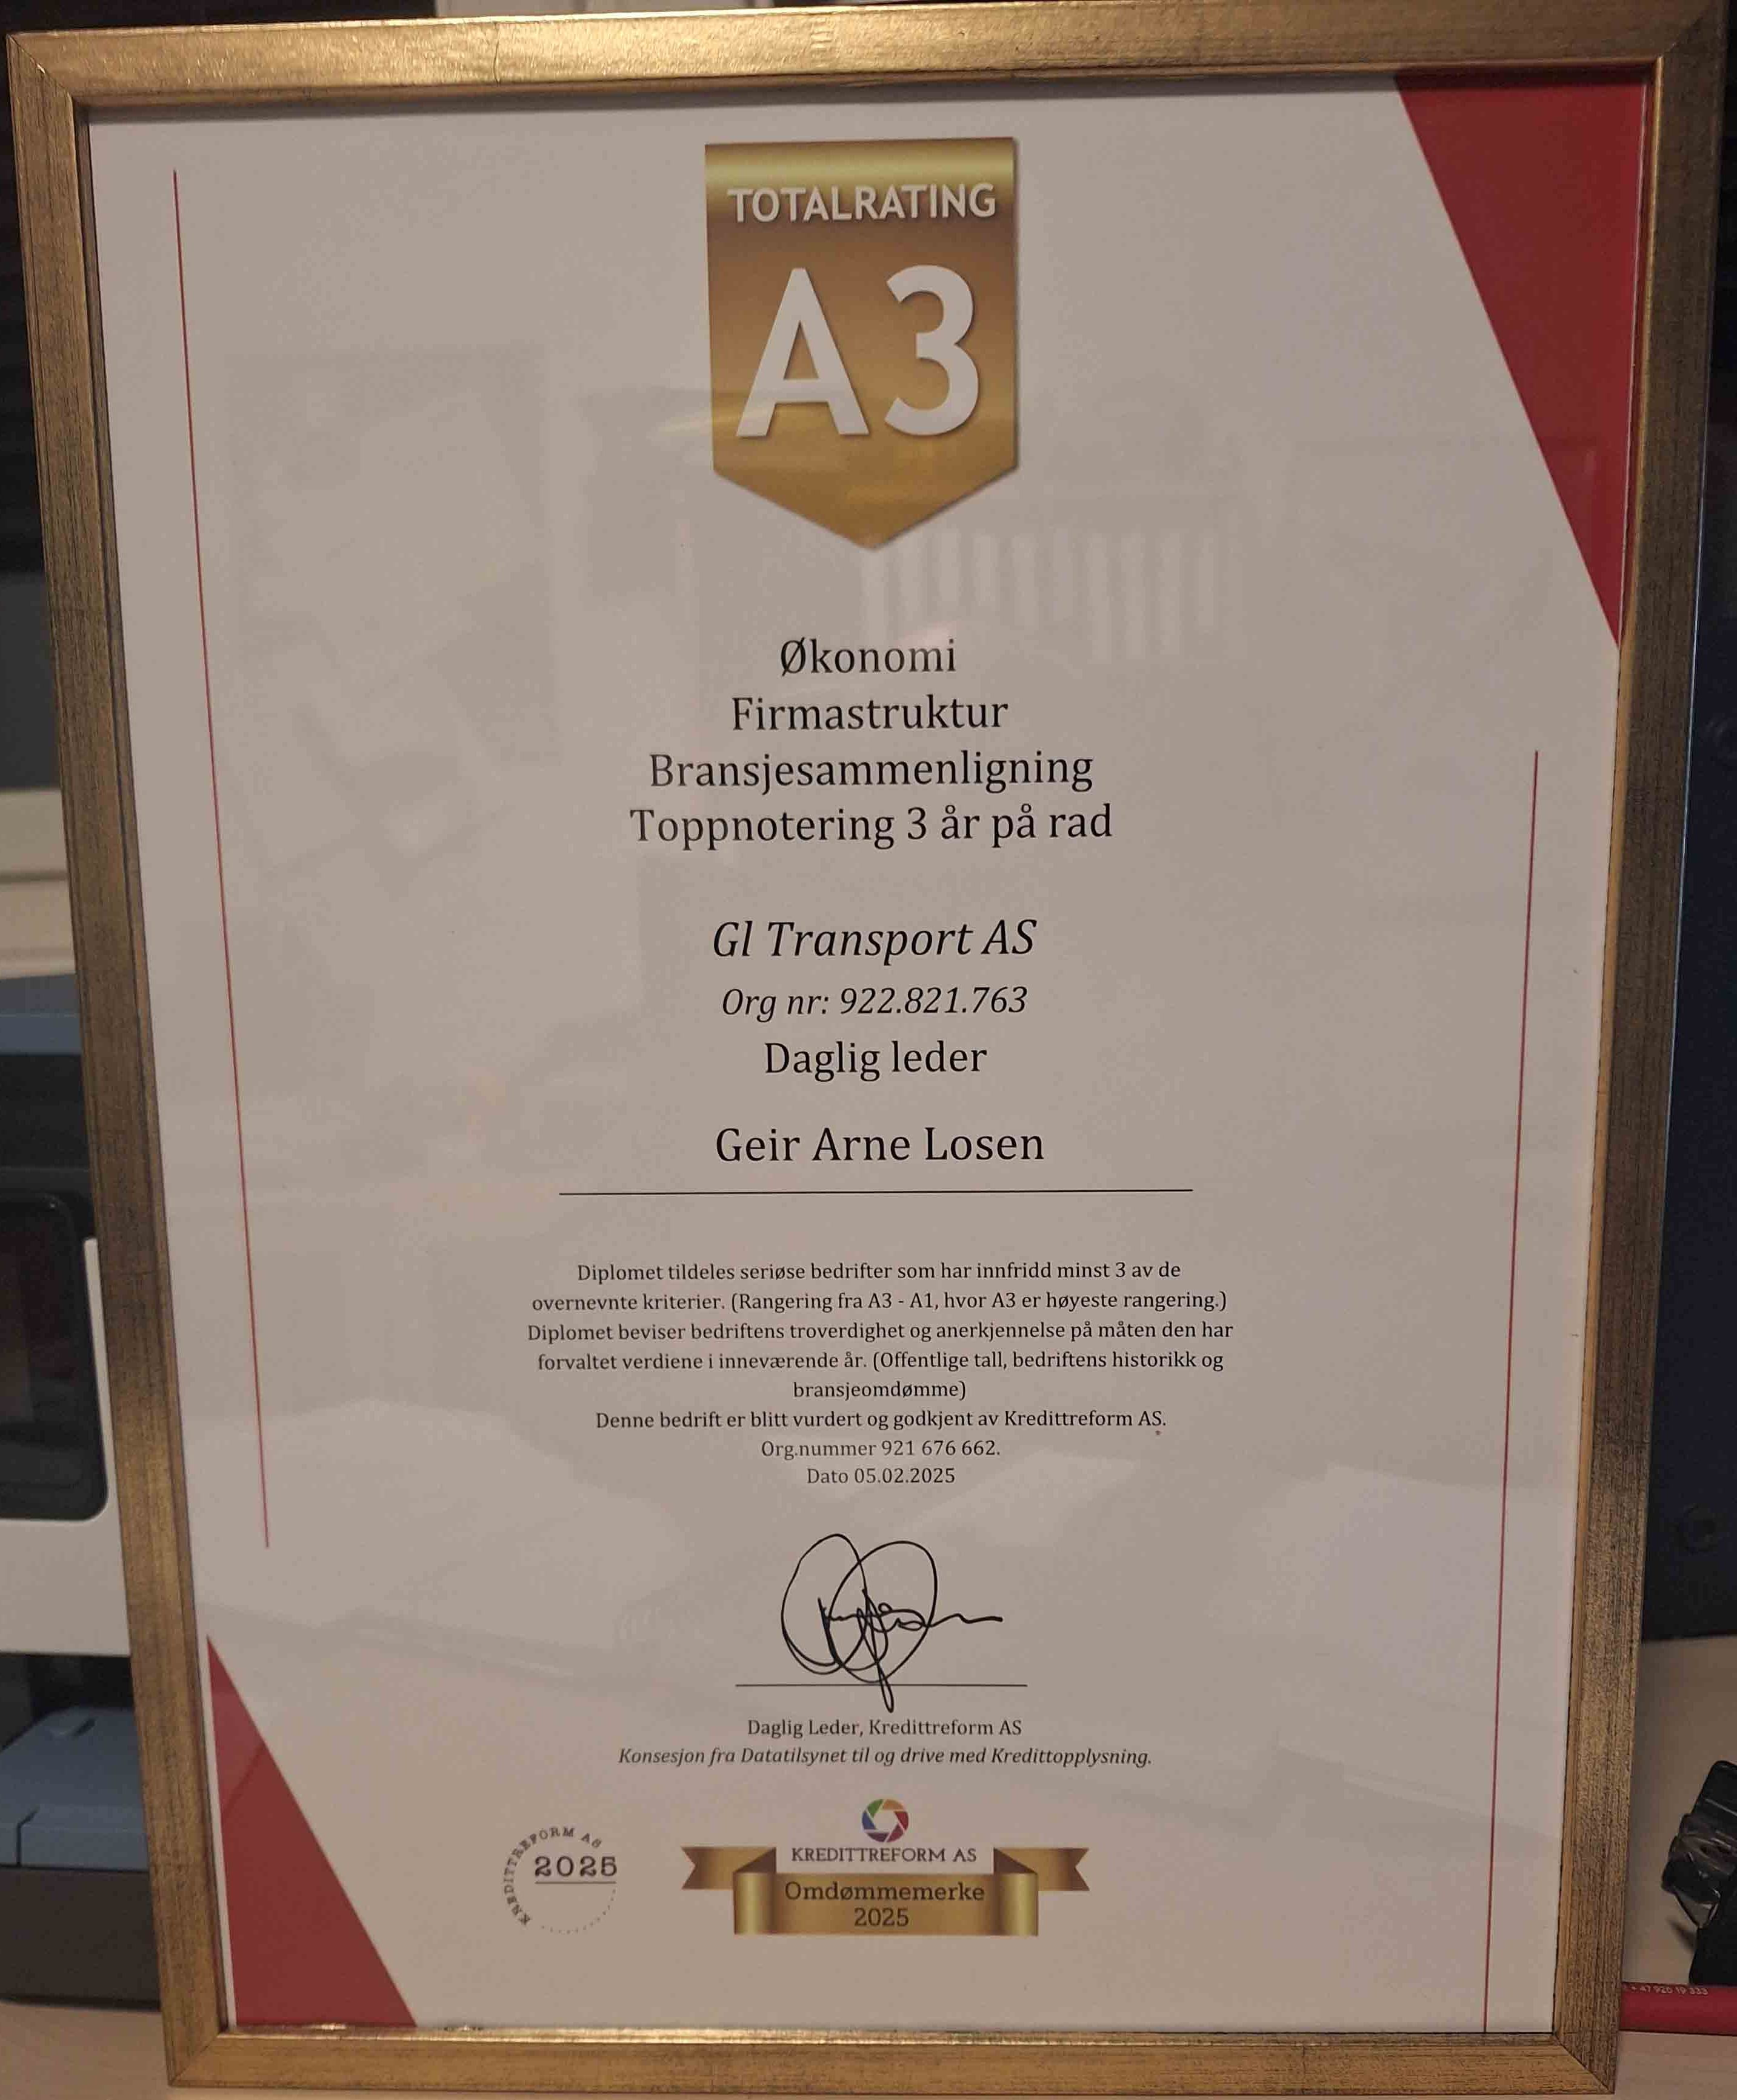 TOTALRATING
A3
Økonomi
Firmastruktur
Bransjesammenligning
Toppnotering 3 år på rad
Gl Transport AS
Org nr: 922.821.763
Daglig leder
Geir Arne Losen
Diplomet tildeles seriøse bedrifter som har innfridd minst 3 av de
overnevnte kriterier. (Rangering fra A3 - A1, hvor A3 er høyeste rangering.)
Diplomet beviser bedriftens troverdighet og anerkjennelse på måten den har
forvaltet verdiene i inneværende år. (Offentlige tall, bedriftens historikk og
bransjeomdømme)
Denne bedrift er blitt vurdert og godkjent av Kredittreform AS.
Org.nummer 921 676 662.
Dato 05.02.2025
Daglig Leder, Kredittreform AS
Konsesjon fra Datatilsynet til og drive med Kredittopplysning.
KREDITTREFORM AS
2025
KREDITTREFORM AS
Omdømmemerke
2025